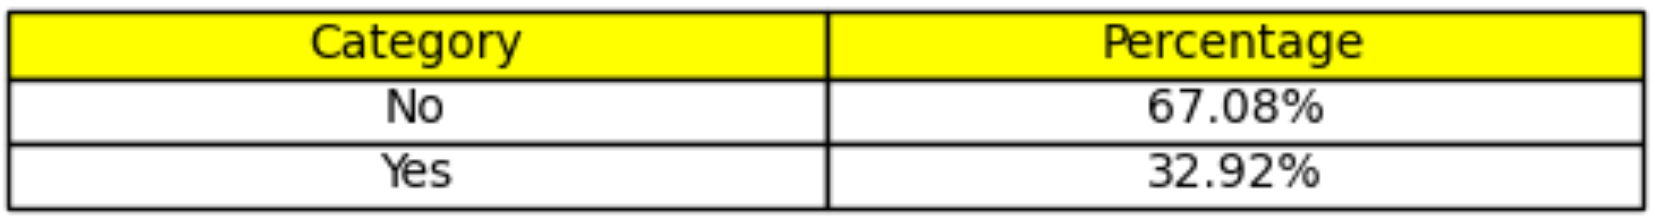 Category Percentage
No 67.08%
Yes 32.92%